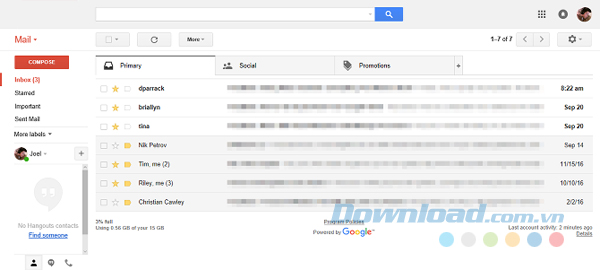 Mail
COMPOSE
More
1–7 of 7
Inbox (3)
Starred
Important
Sent Mail
More labels
Joel
No Hangouts contacts
Find someone
Primary
Social
Promotions
dparrack 8:22 am
briallyn Sep 20
tina Sep 20
Nik Petrov Sep 14
Tim, me (2) 11/15/16
Riley, me (3) 10/10/16
Christian Cawley 2/2/16
3% full
Using 0.56 GB of your 15 GB
Program Policies
Powered by Google
Last account activity: 2 minutes ago
Details
Download.com.vn